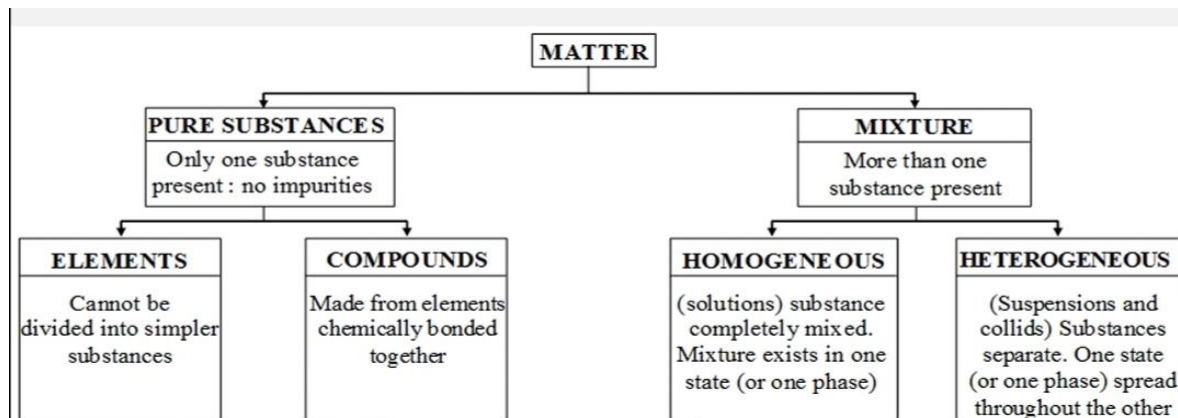 MATTER
PURE SUBSTANCES
Only one substance
present : no impurities
MIXTURE
More than one
substance present
ELEMENTS
Cannot be
divided into simpler
substances
COMPOUNDS
Made from elements
chemically bonded
together
HOMOGENEOUS
(solutions) substance
completely mixed.
Mixture exists in one
state (or one phase)
HETEROGENEOUS
(Suspensions and
collids) Substances
separate. One state
(or one phase) spread
throughout the other